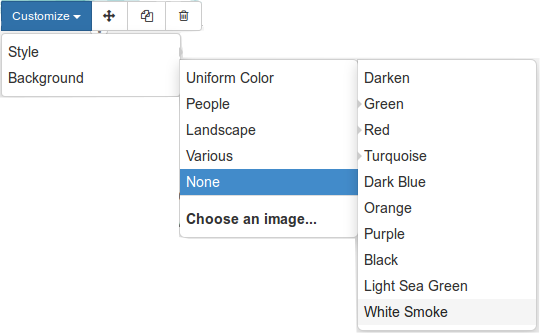 Customize
Style
Background
Uniform Color
People
Landscape
Various
None
Choose an image...
Darken
Green
Red
Turquoise
Dark Blue
Orange
Purple
Black
Light Sea Green
White Smoke